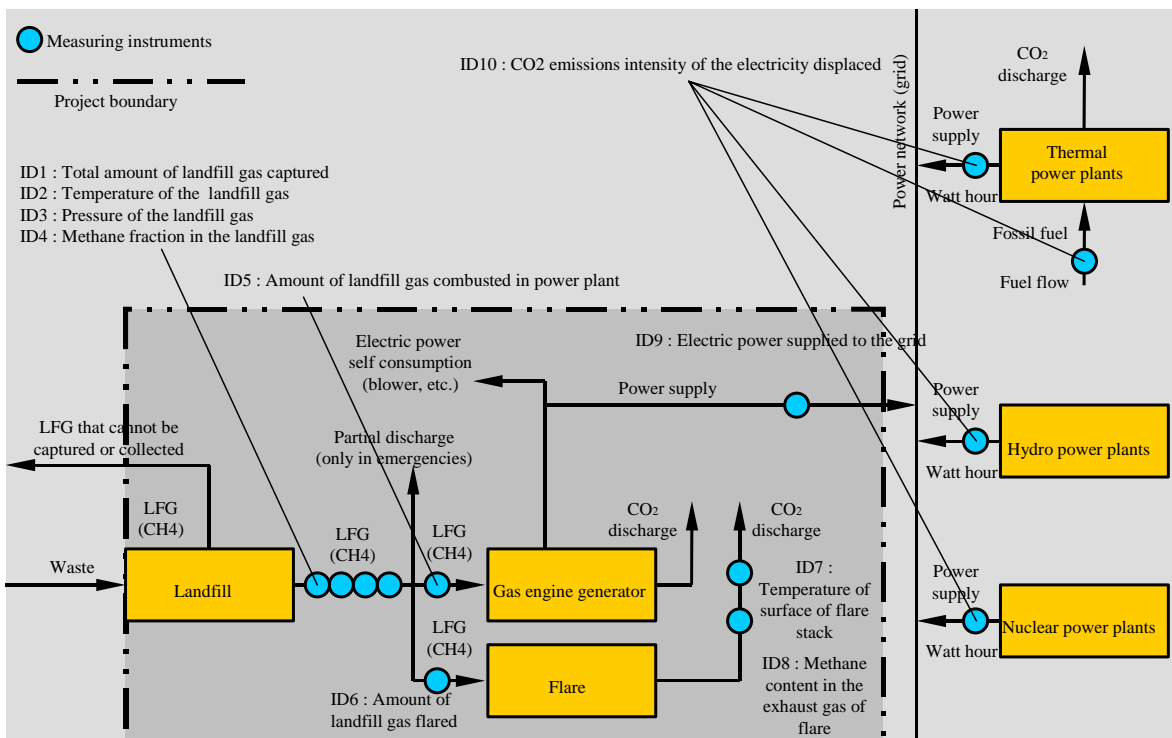 Measuring instruments
Project boundary
ID10 : CO2 emissions intensity of the electricity displaced
Power network (grid)
CO2
discharge
Power
supply
Thermal
power plants
Watt hour
Fossil fuel
Fuel flow
ID1 : Total amount of landfill gas captured
ID2 : Temperature of the landfill gas
ID3 : Pressure of the landfill gas
ID4 : Methane fraction in the landfill gas
ID5 : Amount of landfill gas combusted in power plant
Electric power
self consumption
(blower, etc.)
ID9 : Electric power supplied to the grid
Power supply
Power
supply
Hydro power plants
Watt hour
LFG that cannot be
captured or collected
Partial discharge
(only in emergencies)
LFG
(CH4)
LFG
(CH4)
LFG
(CH4)
CO2
discharge
CO2
discharge
Waste
Landfill
Gas engine generator
ID7 :
Temperature of
surface of flare
stack
Power
supply
Nuclear power plants
Watt hour
LFG
(CH4)
Flare
ID6 : Amount of
landfill gas flared
ID8 : Methane
content in the
exhaust gas of
flare